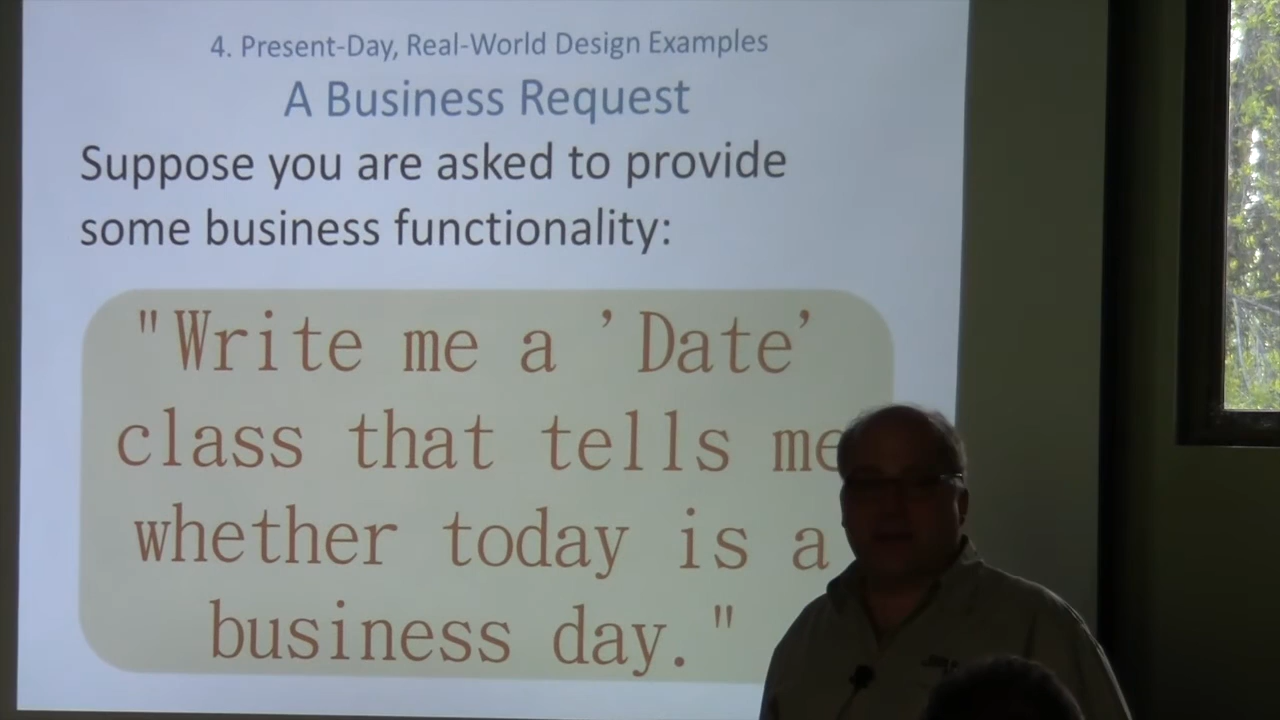 4. Present-Day, Real-World Design Examples
A Business Request
Suppose you are asked to provide
some business functionality:
"Write me a 'Date'
class that tells me
whether today is a
business day."